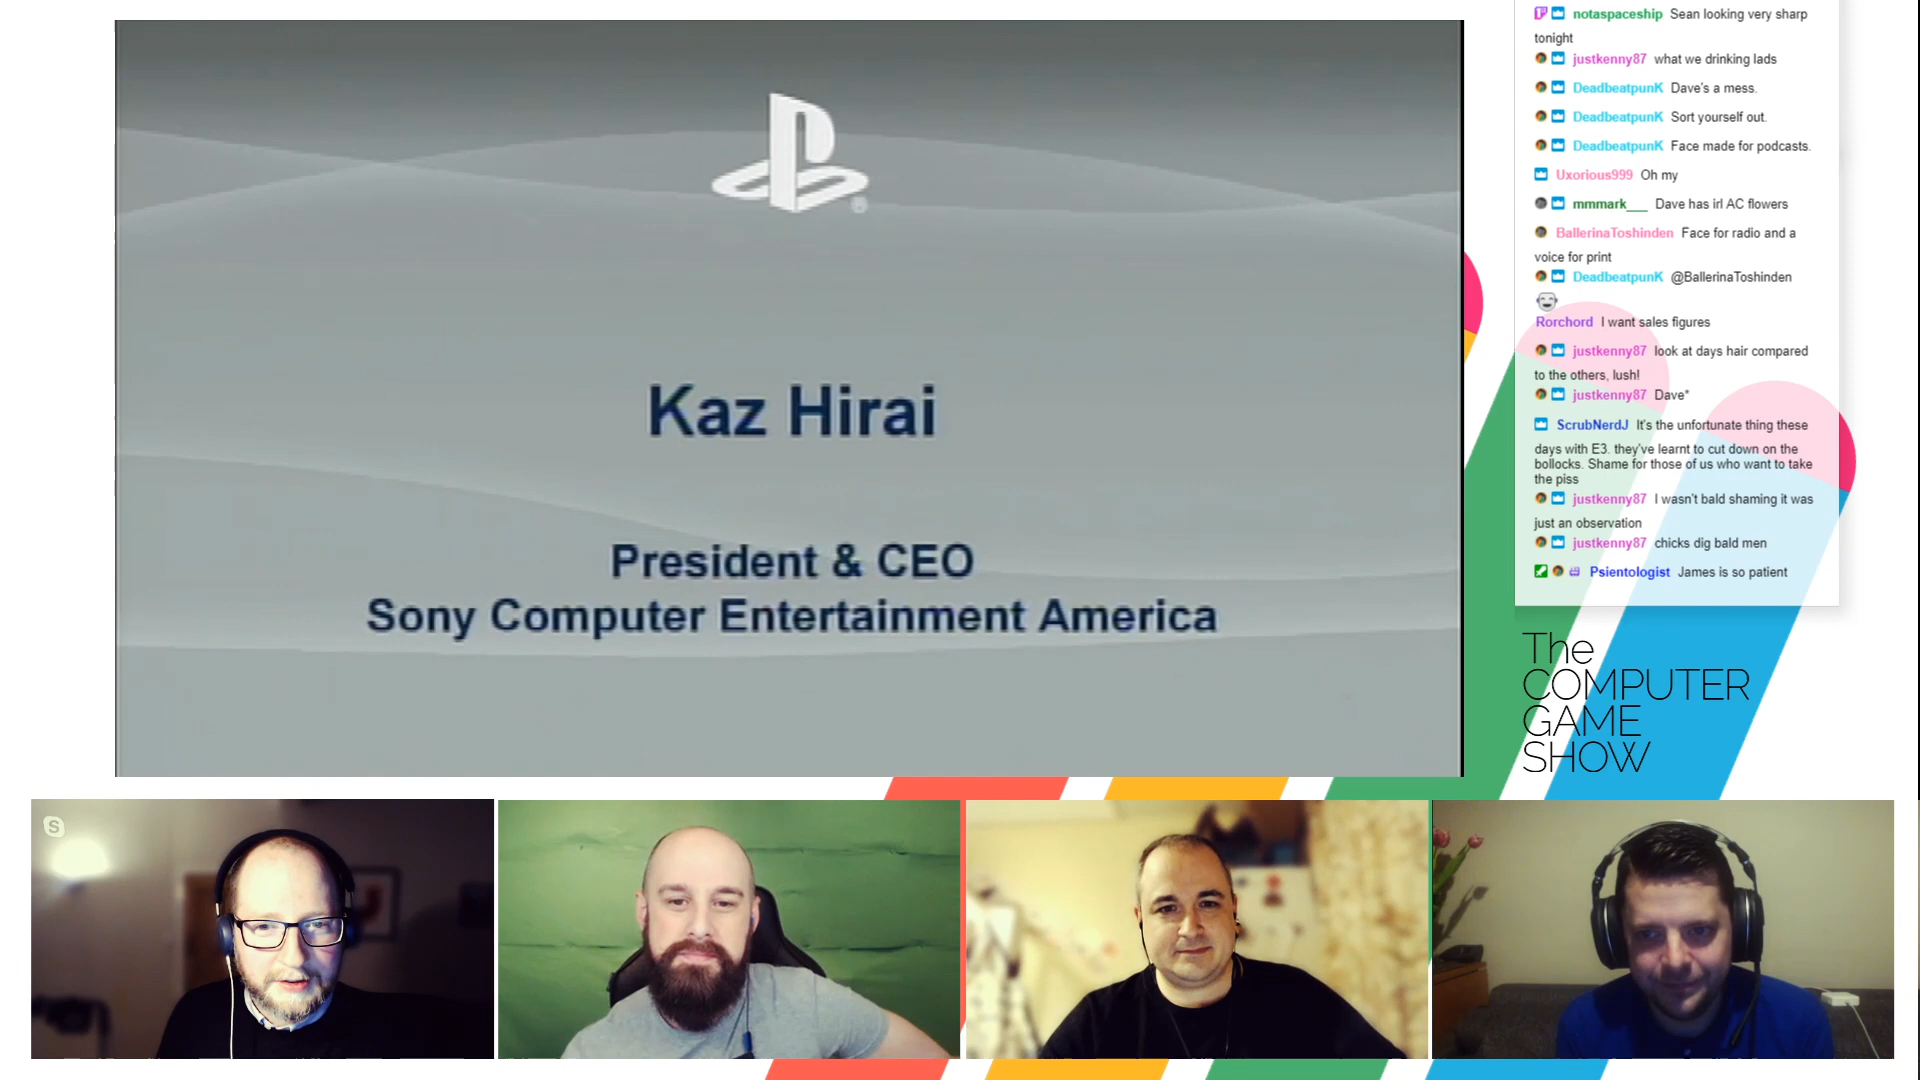 Kaz Hirai
President & CEO
Sony Computer Entertainment America
notaspaceship Sean looking very sharp
tonight
justkenny87 what we drinking lads
DeadbeatpunK Dave's a mess.
DeadbeatpunK Sort yourself out.
DeadbeatpunK Face made for podcasts.
Uxorious999 Oh my
mmmark___ Dave has irl AC flowers
BallerinaToshinden Face for radio and a
voice for print
DeadbeatpunK @BallerinaToshinden
Rorchord I want sales figures
justkenny87 look at days hair compared
to the others, lush!
justkenny87 Dave*
ScrubNerdJ It's the unfortunate thing these
days with E3. they've learnt to cut down on the
bollocks. Shame for those of us who want to take
the piss
justkenny87 I wasn't bald shaming it was
just an observation
justkenny87 chicks dig bald men
Psientologist James is so patient
The
COMPUTER
GAME
SHOW